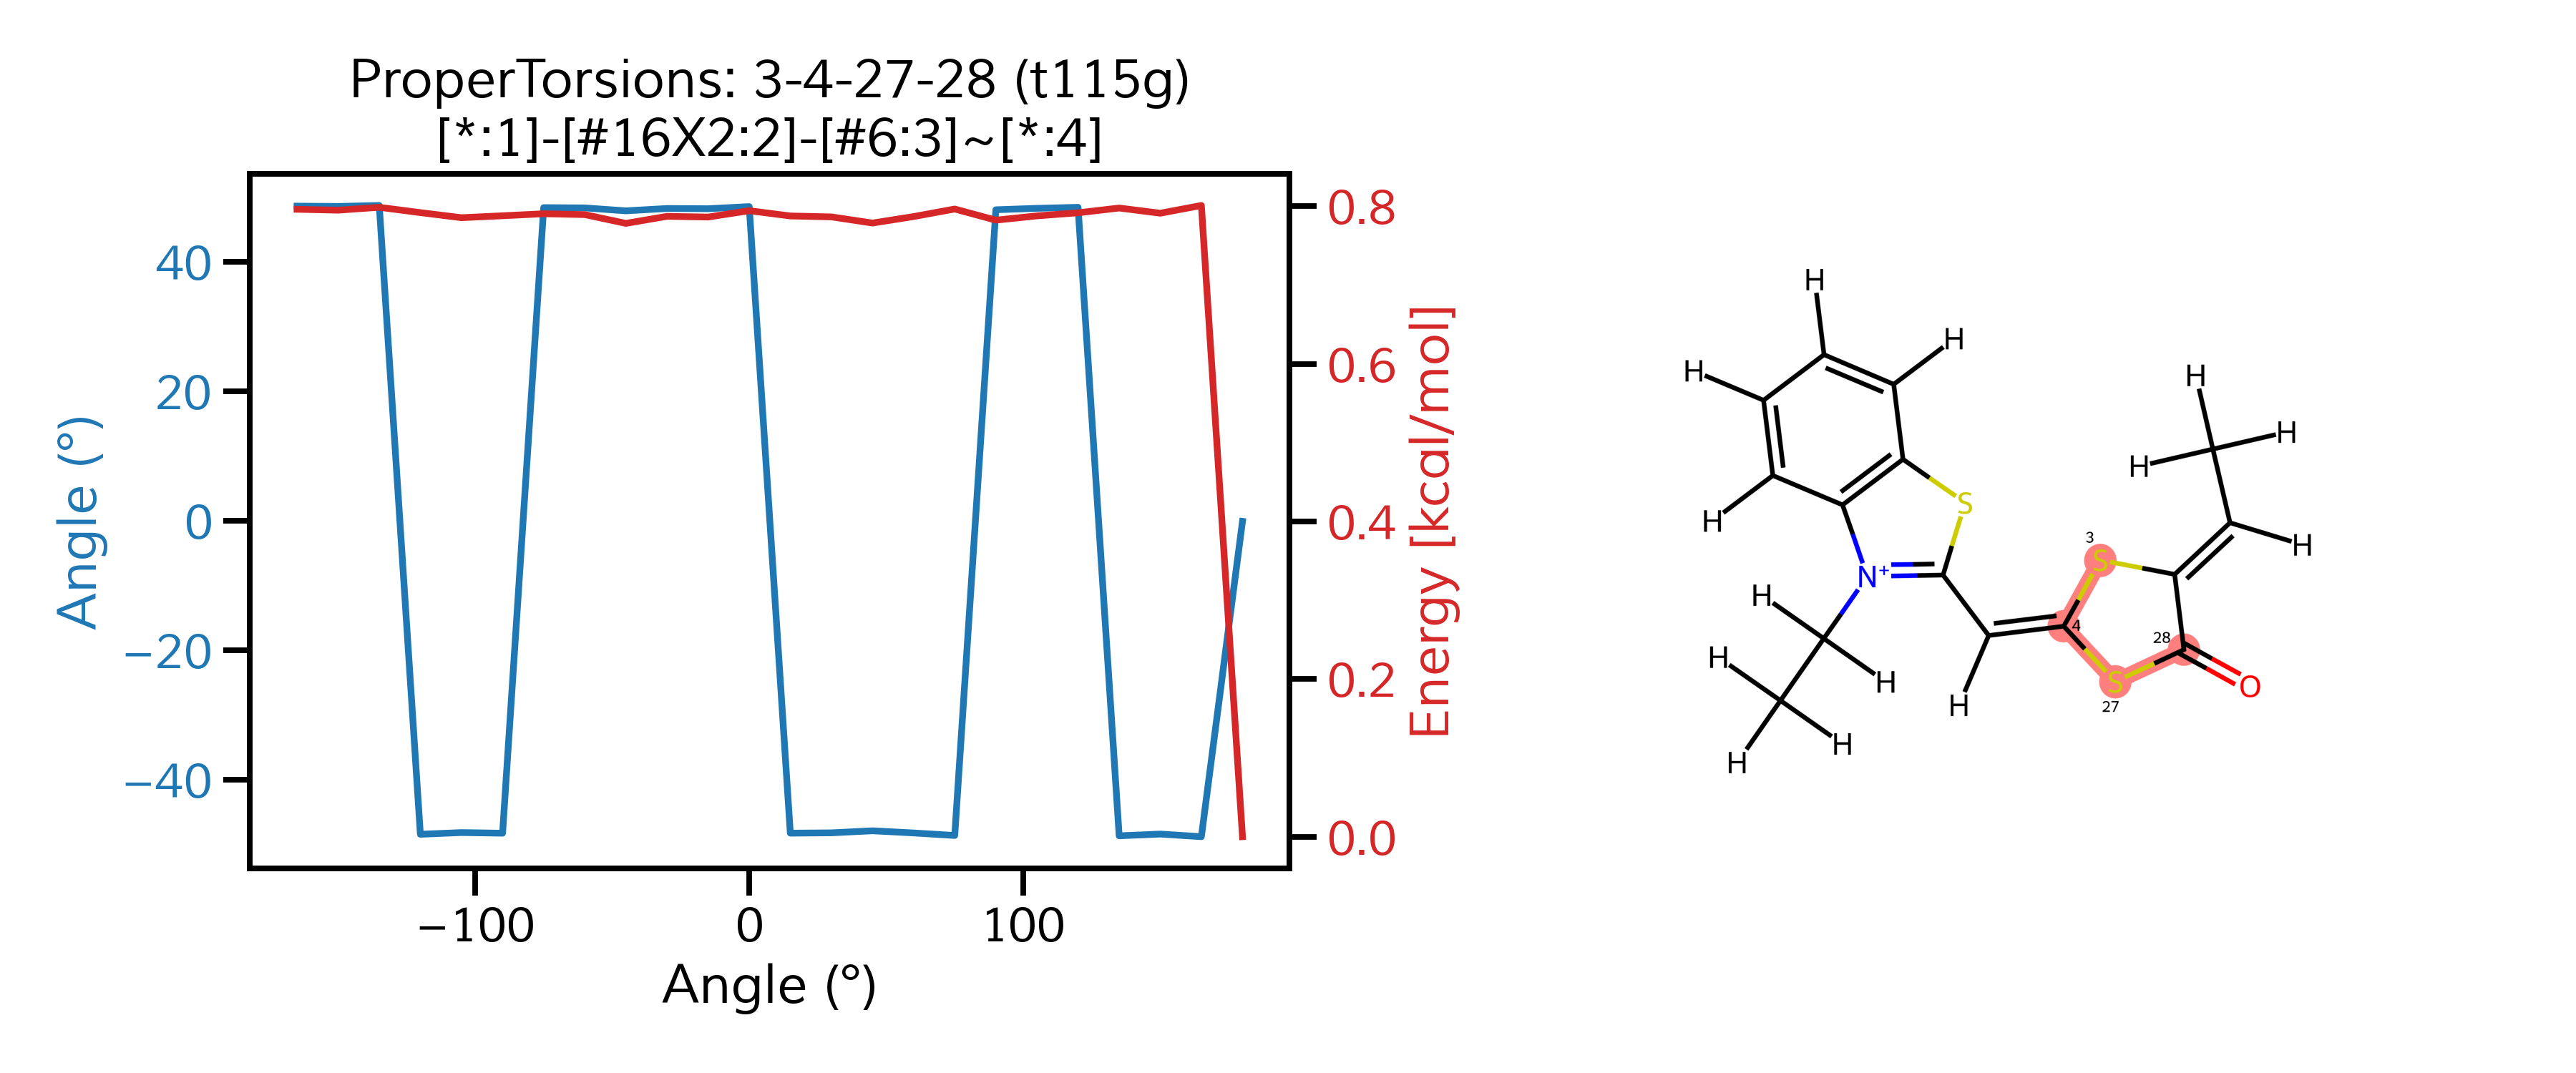 ProperTorsions: 3-4-27-28 (t115g)
[*:1]-[#16X2:2]-[#6:3]~[*:4]
40
20
0
−20
−40
Angle (°)
0.8
0.6
0.4
0.2
0.0
Energy [kcal/mol]
−100
0
100
Angle (°)
H
H
H
H
H
H
H
S
3
S
H
N+
H
4
28
H
H
S
O
27
H
H
H